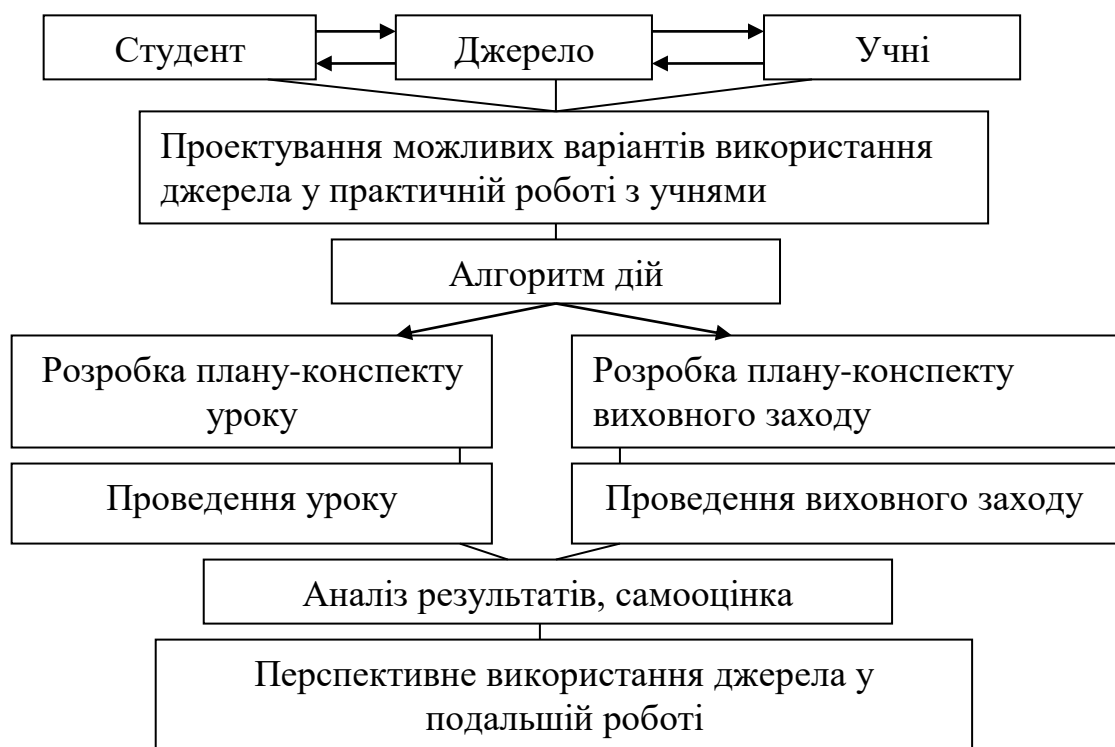 Студент
Джерело
Учні
Проектування можливих варіантів використання
джерела у практичній роботі з учнями
Алгоритм дій
Розробка плану-конспекту
уроку
Розробка плану-конспекту
виховного заходу
Проведення уроку
Проведення виховного заходу
Аналіз результатів, самооцінка
Перспективне використання джерела у
подальшій роботі